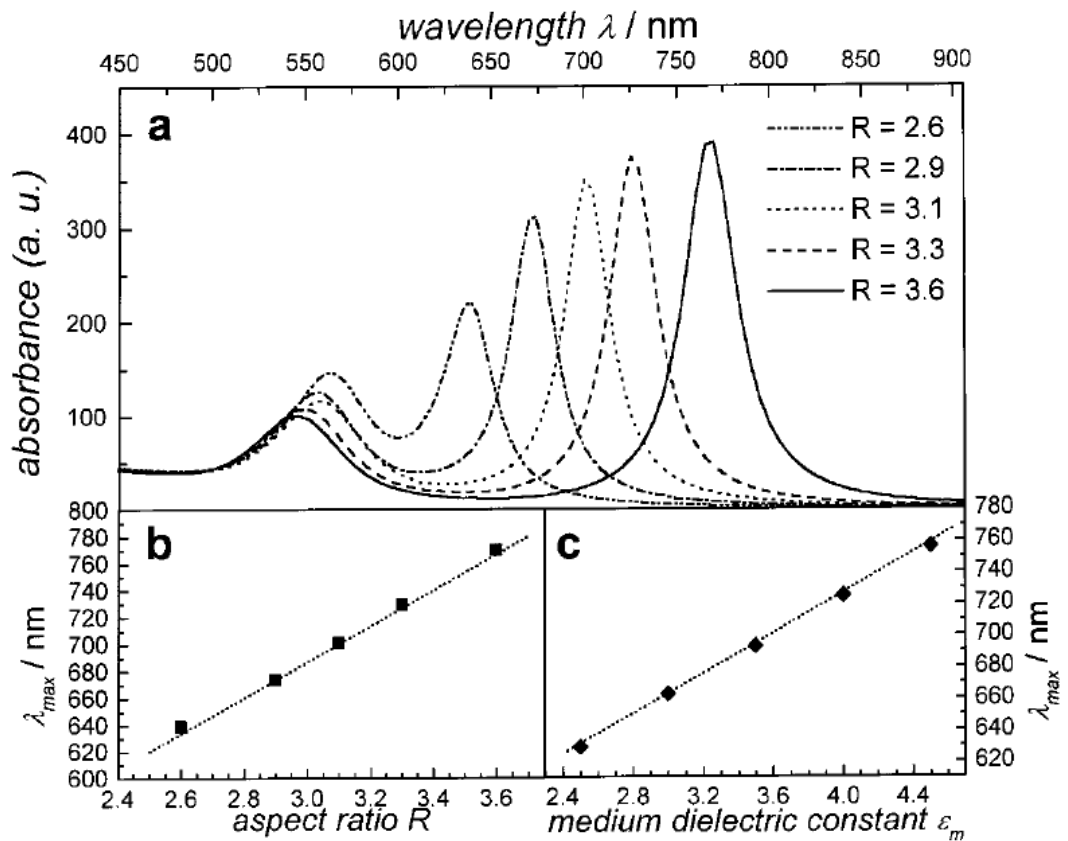 wavelength λ / nm
450 500 550 600 650 700 750 800 850 900
a
absorbance (a. u.)
400
300
200
100
R = 2.6
R = 2.9
R = 3.1
R = 3.3
R = 3.6
b
λmax / nm
800
780
760
740
720
700
680
660
640
620
600
2.4 2.8 3.0 3.2 3.6
aspect ratio R
c
780
760
740
720
700
680
660
640
620
λmax / nm
2.4 2.8 3.2 3.6 4.0 4.4
medium dielectric constant εm